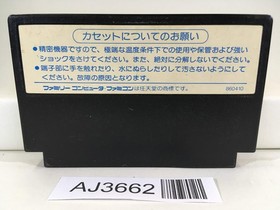 カセットについてのお願い
●精密機器ですので、極端な温度条件下での使用や保管および強い
ショックをさけてください。また、絶対に分解しないでください。
●端子部に手を触れたり、水にぬらしたりして汚さないようにして
ください。故障の原因となります。
ファミリーコンピュータ・ファミコンは任天堂の商標です。
860410
AJ3662